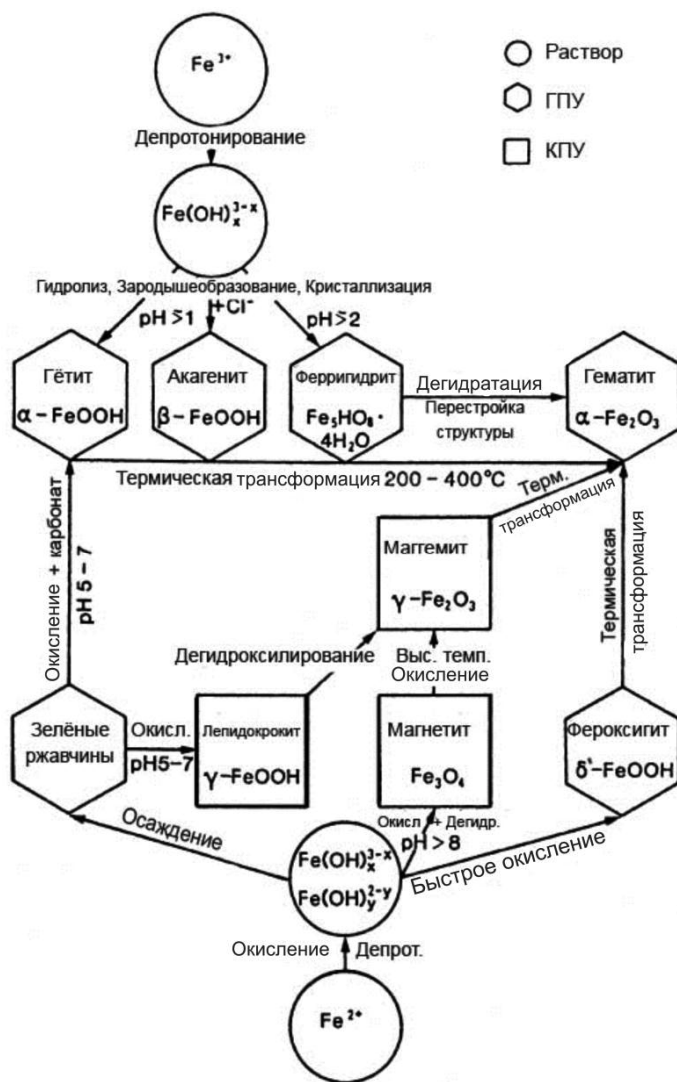 Fe³⁺
Раствор
ГПУ
КПУ
Депротонирование
Fe(OH)ₓ³⁻ˣ
Гидролиз, Зародышеобразование, Кристаллизация
pH ≶1
+Cl⁻
pH ≶2
Гётит
α-FeOOH
Акагенит
β-FeOOH
Ферригидрит
Fe₅HO₈·
4H₂O
Дегидратация
Перестройка
структуры
Гематит
α-Fe₂O₃
Термическая трансформация 200-400°C
Терм.
трансформация
Окисление + карбонат
pH 5-7
Маггемит
γ-Fe₂O₃
Термическая
трансформация
Дегидроксилирование
Выс. темп.
Окисление
Зелёные
ржавчины
Окисл.
pH5-7
Лепидокрокит
γ-FeOOH
Магнетит
Fe₃O₄
Фероксигит
δ'-FeOOH
Осаждение
Окисл. + Дегидр.
pH>8
Быстрое окисление
Fe(OH)ₓ³⁻ˣ
Fe(OH)ᵧ²⁻ʸ
Окисление
Депрот.
Fe²⁺